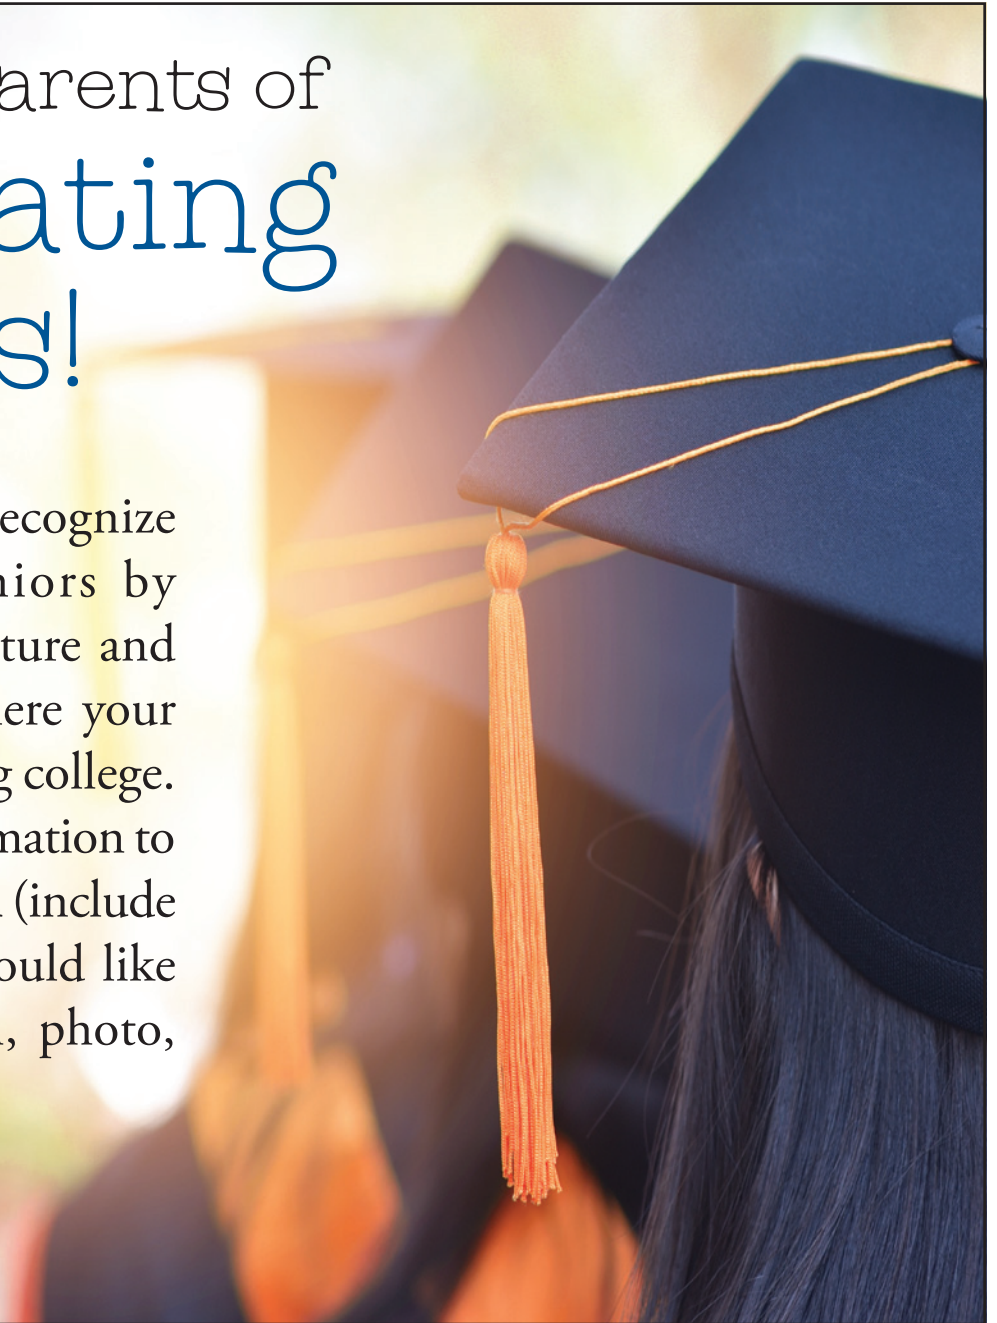 arents of
ating
s!
ecognize
niors by
ture and
ere your
g college.
mation to
(include
ould like
, photo,